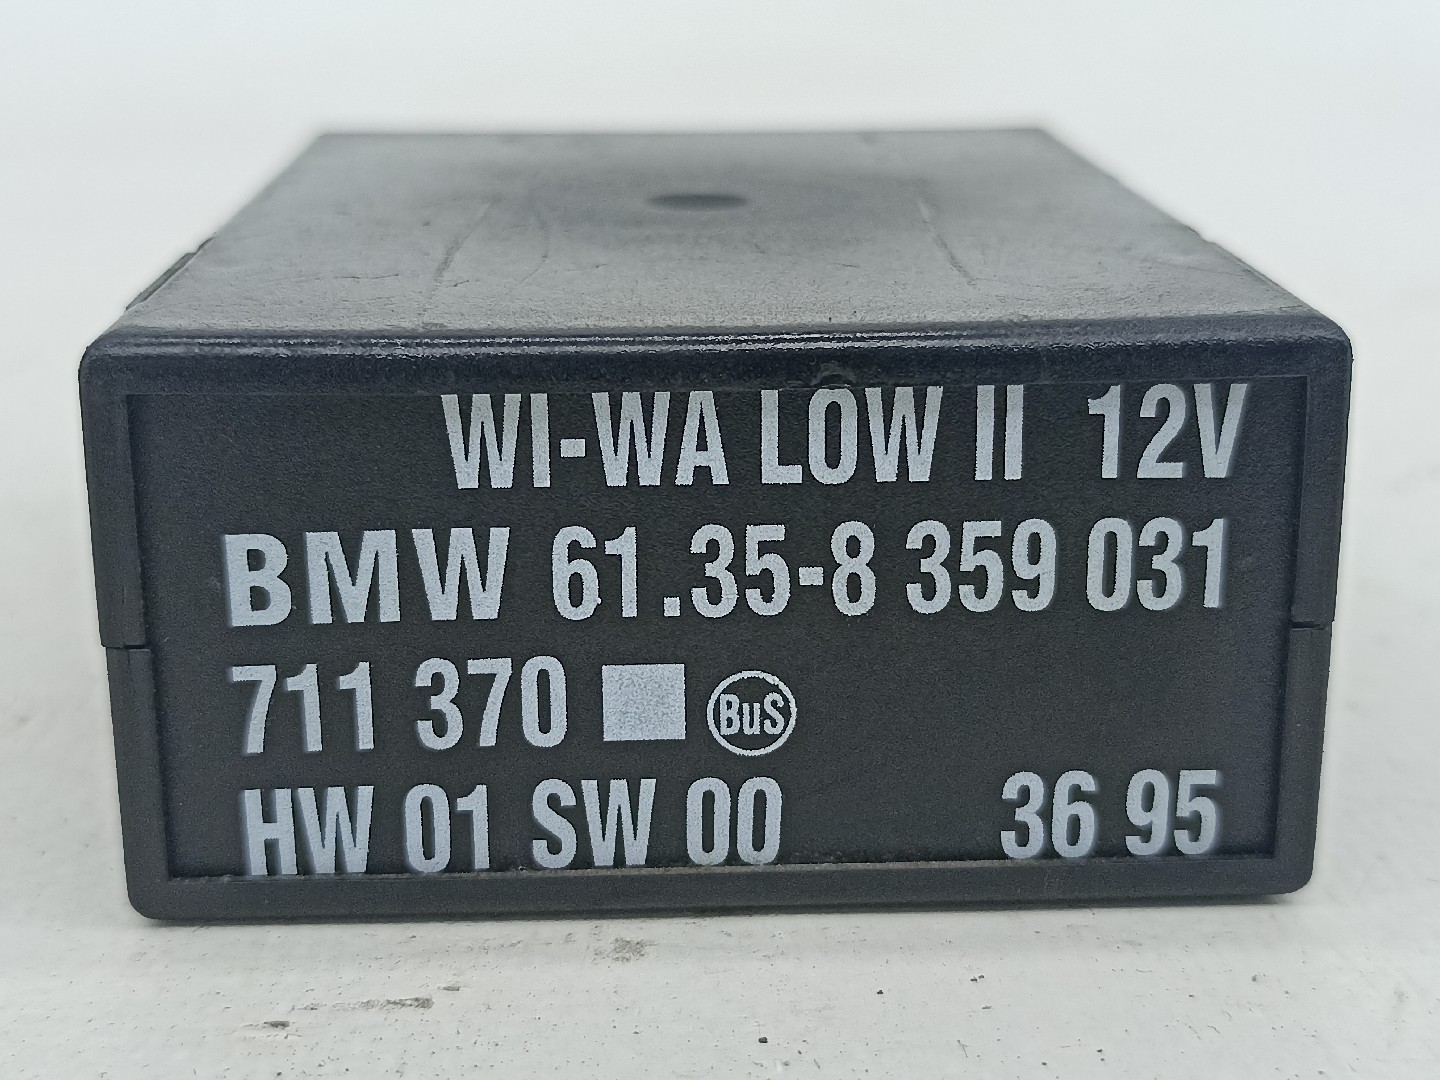 WI-WA LOW II 12V
BMW 61.35-8 359 031
711 370 BuS
HW 01 SW 00 36 95